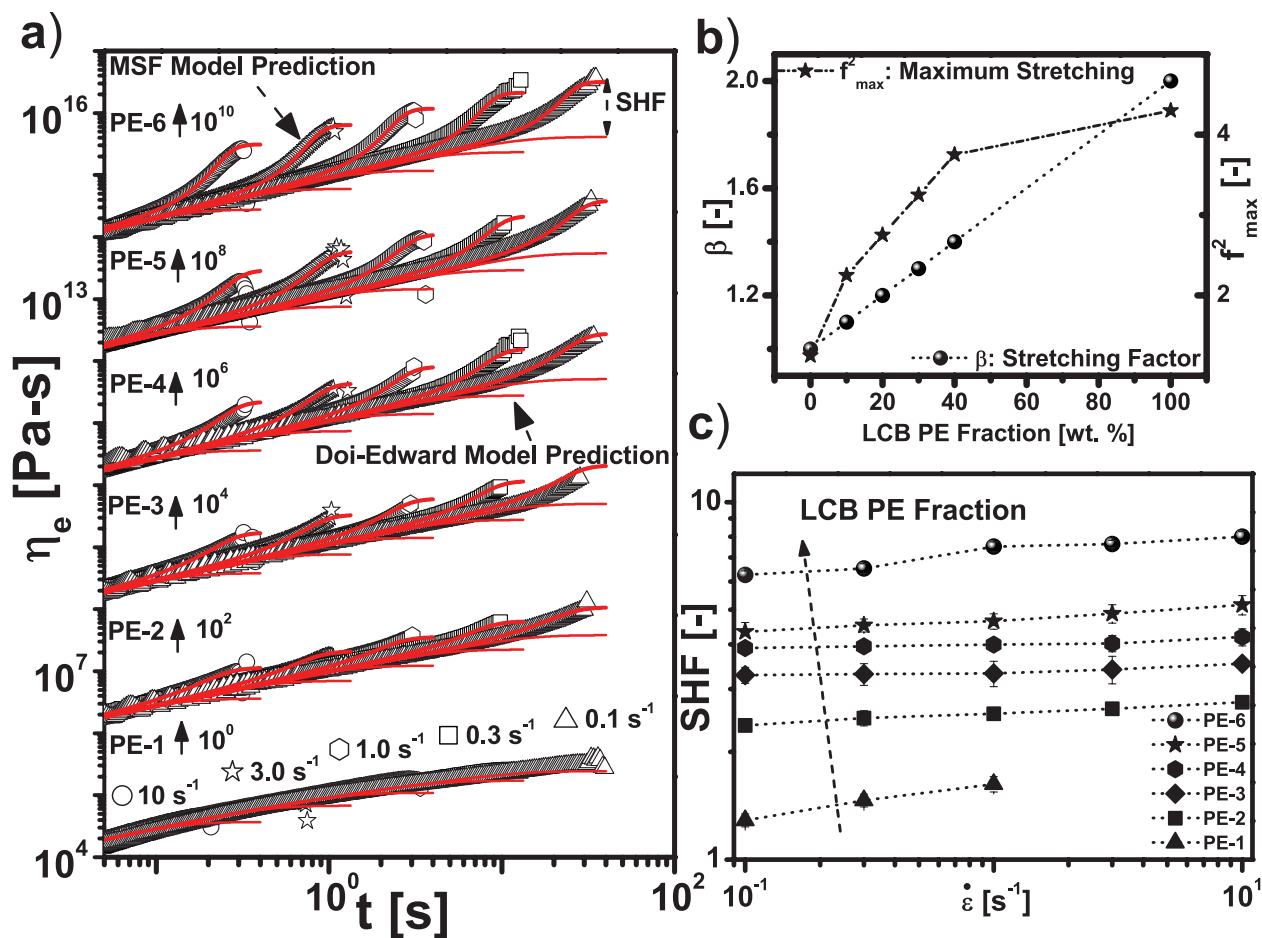 a)
MSF Model Prediction
SHF
10^16
PE-6 ↑ 10^10
PE-5 ↑ 10^8
10^13
PE-4 ↑ 10^6
Doi-Edward Model Prediction
PE-3 ↑ 10^4
PE-2 ↑ 10^2
10^7
PE-1 ↑ 10^0
10 s^-1
3.0 s^-1
1.0 s^-1
0.3 s^-1
0.1 s^-1
10^4
η_e [Pa-s]
10^0
10^2
t [s]
b)
f^2_max: Maximum Stretching
β: Stretching Factor
2.0
1.6
1.2
β [-]
4
2
f^2_max [-]
0 20 40 60 80 100
LCB PE Fraction [wt. %]
c)
LCB PE Fraction
10
1
SHF [-]
PE-6
PE-5
PE-4
PE-3
PE-2
PE-1
10^-1
10^0
10^1
ε̇ [s^-1]